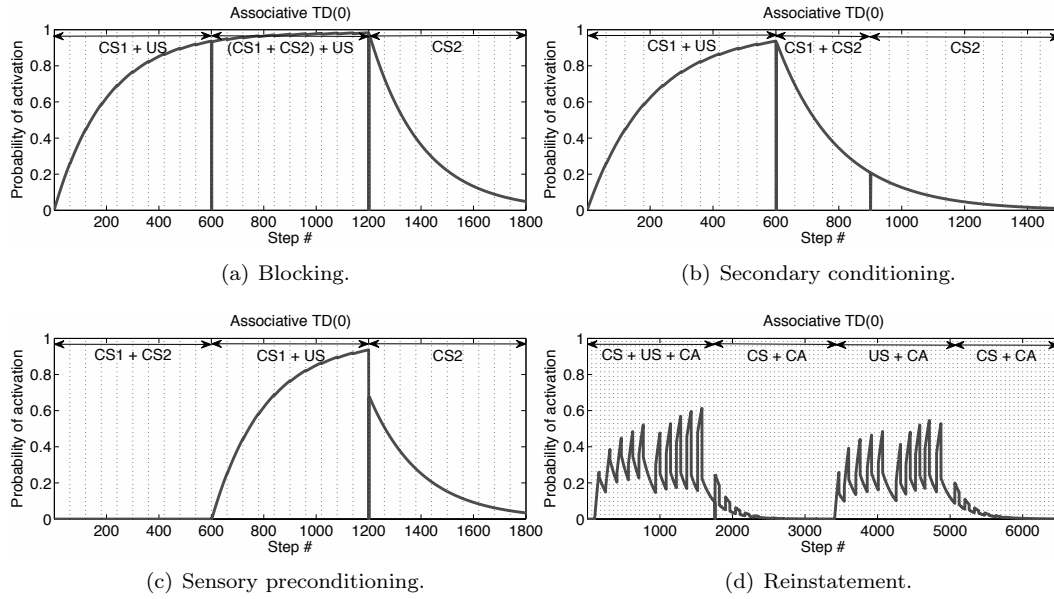 Associative TD(0)
1
CS1 + US
(CS1 + CS2) + US
CS2
0.8
0.6
0.4
0.2
0
Probability of activation
200 400 600 800 1000 1200 1400 1600 1800
Step #
(a) Blocking.
Associative TD(0)
1
CS1 + US
CS1 + CS2
CS2
0.8
0.6
0.4
0.2
0
Probability of activation
200 400 600 800 1200 1400
Step #
(b) Secondary conditioning.
Associative TD(0)
1
CS1 + CS2
CS1 + US
CS2
0.8
0.6
0.4
0.2
0
Probability of activation
200 400 600 800 1000 1200 1400 1600 1800
Step #
(c) Sensory preconditioning.
Associative TD(0)
1
CS + US + CA
CS + CA
US + CA
CS + CA
0.8
0.6
0.4
0.2
0
Probability of activation
1000 2000 3000 4000 5000 6000
Step #
(d) Reinstatement.